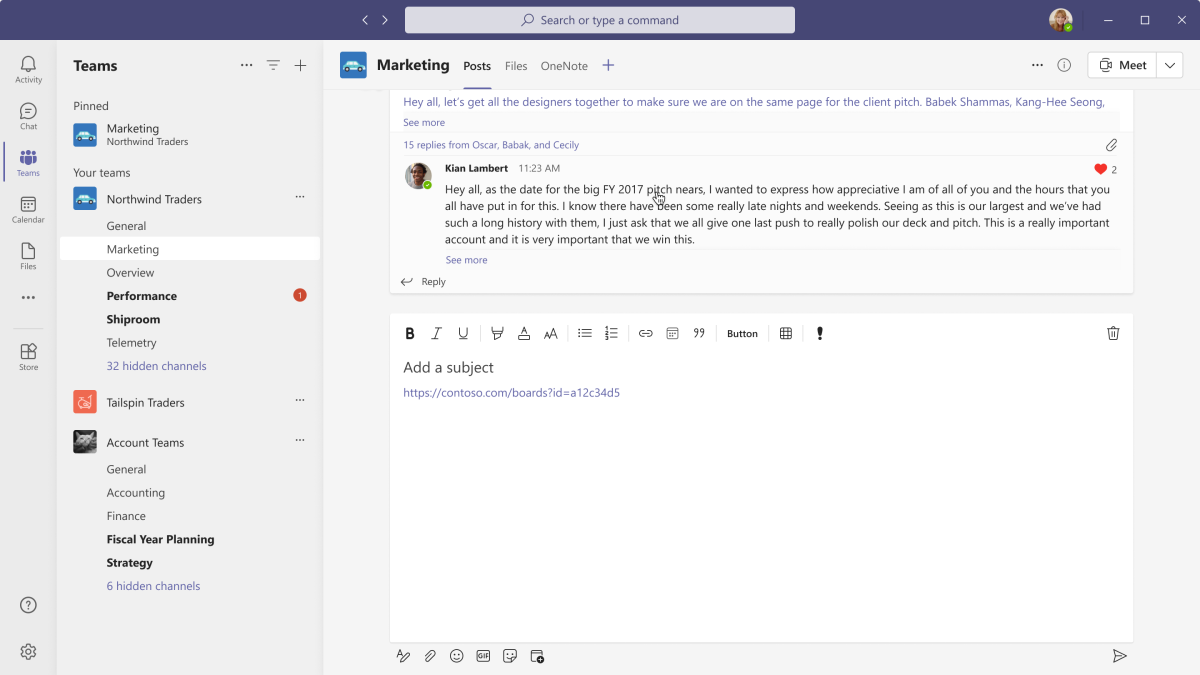 Search or type a command
Activity
Chat
Teams
Calendar
Files
Store
Teams
Pinned
Marketing
Northwind Traders
Your teams
Northwind Traders
General
Marketing
Overview
Performance
1
Shiproom
Telemetry
32 hidden channels
Tailspin Traders
Account Teams
General
Accounting
Finance
Fiscal Year Planning
Strategy
6 hidden channels
Marketing Posts Files OneNote
Meet
Hey all, let's get all the designers together to make sure we are on the same page for the client pitch. Babek Shammas, Kang-Hee Seong,
See more
15 replies from Oscar, Babak, and Cecily
Kian Lambert 11:23 AM
2
Hey all, as the date for the big FY 2017 pitch nears, I wanted to express how appreciative I am of all of you and the hours that you
all have put in for this. I know there have been some really late nights and weekends. Seeing as this is our largest and we've had
such a long history with them, I just ask that we all give one last push to really polish our deck and pitch. This is a really important
account and it is very important that we win this.
See more
Reply
B I U A AA Button
Add a subject
https://contoso.com/boards?id=a12c34d5
GIF